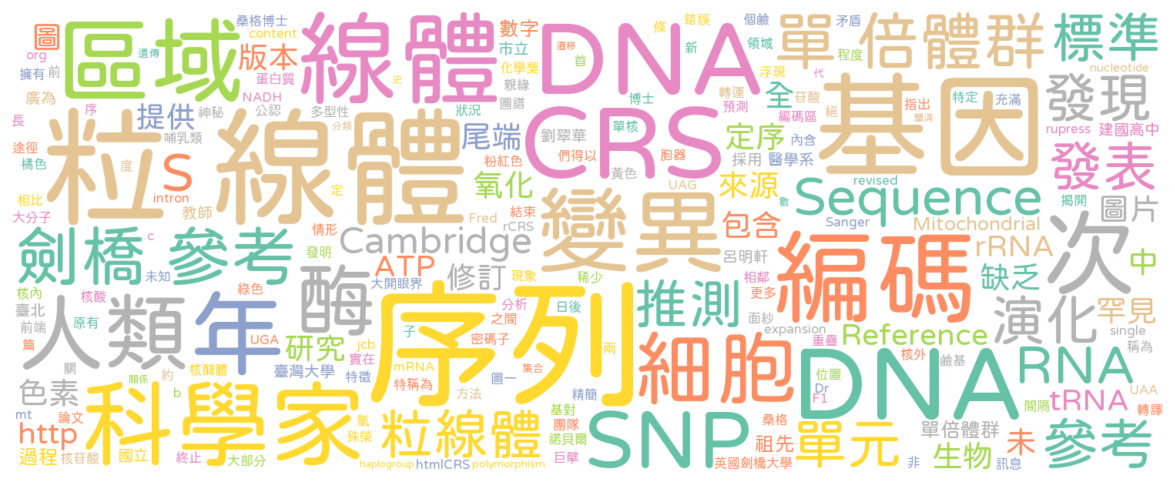 桑格博士 線體 DNA 遷移 首 條 錯誤 新 個鹼 領域 矛盾 程度 單倍體群 標準
圖 org 遺傳 content 區域 版本 數字 市立 化學獎 nucleotide
擁有 前 蛋白質 親緣 轉運 浮現 預測 代 全 苷酸 指出 特定 充滿 發現
廣為 序 提供 NADH 公認 史 多型性 圖譜 狀況 CRS 博士 編碼區 絕 釐清 基因 rupress 建國高中
長 神秘 分類 尾端 劉翠華 單核 定序 內含 發表
途徑 哺乳類 粒線體 粉紅色 們得以 胞器 採用 醫學系
橘色 度 S 定 氧化 黃色 UAG 來源 數 revised 揭開
相比 intron 教師 Fred rCRS 變異 包含 Sequence 圖片
大分子 c 情形 結束 Sanger Mitochondrial
劍橋 參考 發明 Cambridge 編碼 rRNA 次 中
未知 ATP 修訂 現象 稀少 相鄰 缺乏
核內 核酸 大開眼界 酶 序列 推測 更多 罕見
臺北 人類 綠色 年 分析 日後 面紗 演化
前端 原有 之間 expansion single
篇 UGA 研究 jcb 密碼子 子 兩 細胞 重疊 Reference 核外 稱為
關 核醣體 實在 mRNA 圖一 集合 DNA 鹼基 RNA
色素 關係 約 臺灣大學 特徵 特稱為 方法 精簡 位置 Dr F1 UAA
mt 論文 b 科學家 氫 粒線體 基對 SNP 桑格 間隔 tRNA 轉譯
http 殊榮 團隊 祖先 單元 單倍體群 未 參考
過程 核苷酸 國立 終止 大部分 haplogroup htmlCRS polymorphism 諾貝爾 巨擘 英國劍橋大學 非 生物 訊息